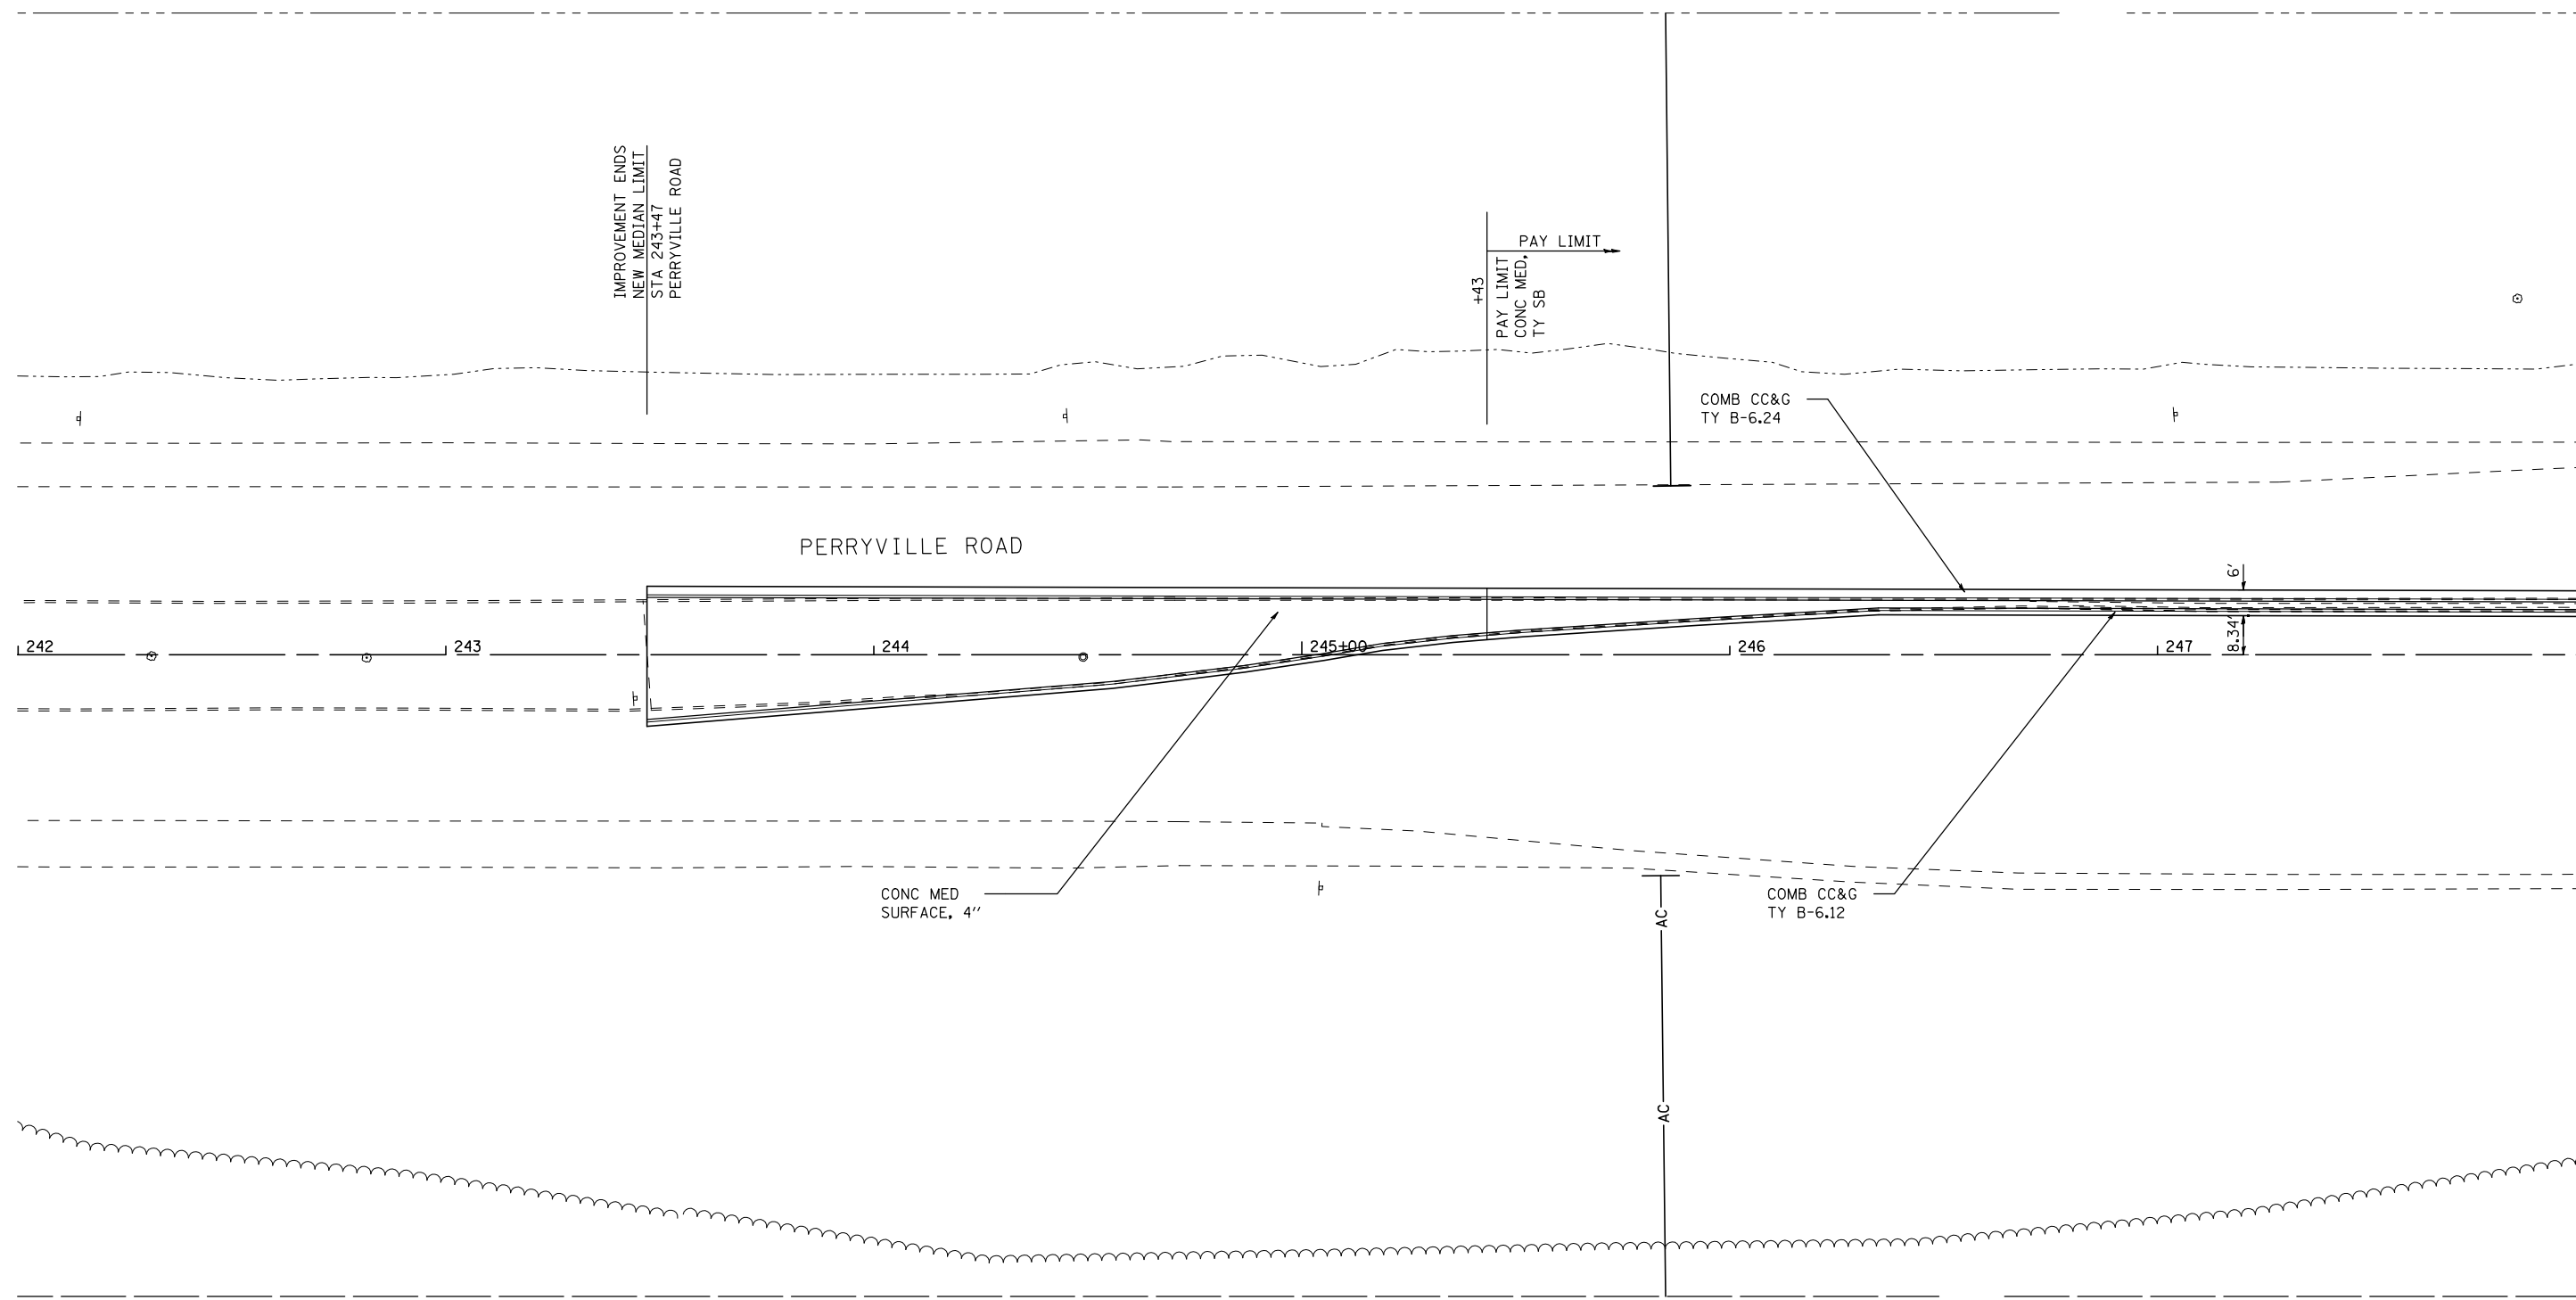 IMPROVEMENT ENDS
NEW MEDIAN LIMIT
STA 243+47
PERRYVILLE ROAD
PAY LIMIT
+43
PAY LIMIT
CONC MED,
TY SB
COMB CC&G
TY B-6.24
PERRYVILLE ROAD
6'
242
243
244
245+00
246
247
8.34'
CONC MED
SURFACE, 4"
COMB CC&G
TY B-6.12
AC
AC